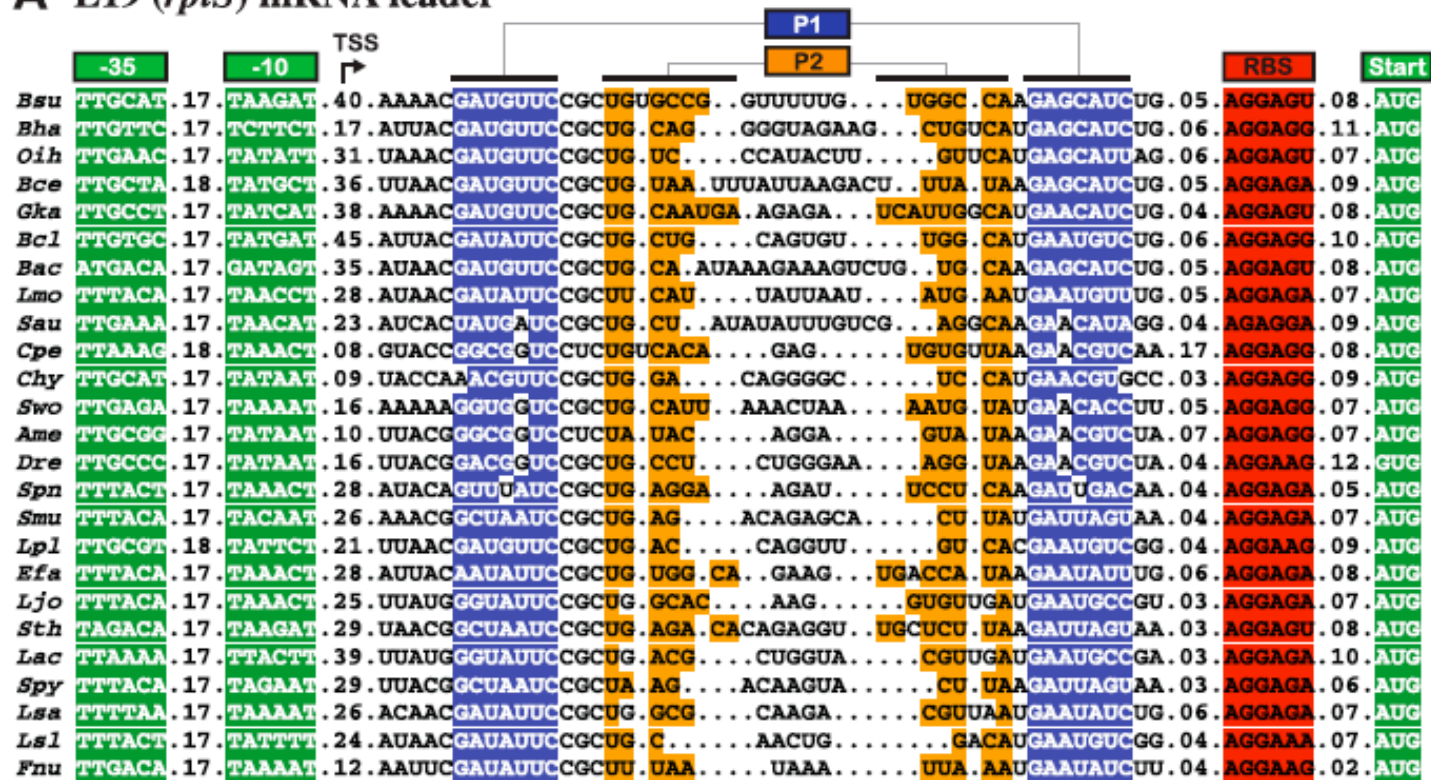 A L19 (rplS) mRNA leader
P1
TSS
-35 -10 P2 RBS Start
Bsu TTGCAT.17.TAAGAT.40.AAAACGAUGUUCCGCUGUGCCG..GUUUUUG....UGGC.CAAGAGCAUCUG.05.AGGAGU.08.AUG
Bha TTGTTC.17.TCTTCT.17.AUUACGAUGUUCCGCUG.CAG...GGGUAGAAG...CUGUCAUGAGCAUCUG.06.AGGAGG.11.AUG
Oih TTGAAC.17.TATATT.31.UAAACGAUGUUCCGCUG.UC....CCAUACUU.....GUUCAUGAGCAUUAG.06.AGGAGU.07.AUG
Bce TTGCTA.18.TATGCT.36.UUAACGAUGUUCCGCUG.UAA.UUUAUUAAGACU..UUA.UAAGAGCAUCUG.05.AGGAGA.09.AUG
Gka TTGCCT.17.TATCAT.38.AAAACGAUGUUCCGCUG.CAAUGA.AGAGA...UCAUUGGCAUGAACAUCUG.04.AGGAGU.08.AUG
Bcl TTGTGC.17.TATGAT.45.AUUACGAUAUUCCGCUG.CUG....CAGUGU.....UGG.CAUGAAUGUCUG.06.AGGAGG.10.AUG
Bac ATGACA.17.GATAGT.35.AUAACGAUGUUCCGCUG.CA.AUAAAGAAAGUCUG..UG.CAAGAGCAUCUG.05.AGGAGU.08.AUG
Lmo TTTACA.17.TAACCT.28.AUAACGAUAUUCCGCUU.CAU....UAUUAAU....AUG.AAUGAAUGUUUG.05.AGGAGA.07.AUG
Sau TTGAAA.17.TAACAT.23.AUCACUAUGAUCCGCUG.CU..AUAUAUUUGUCG...AGGCAAGAACAUAGG.04.AGAGGA.09.AUG
Cpe TTAAAG.18.TAAACT.08.GUACCGGCGGUCCUCUGUCACA....GAG......UGUGUUAAGAACGUCAA.17.AGGAGG.08.AUG
Chy TTGCAT.17.TATAAT.09.UACCAAACGUUCCGCUG.GA....CAGGGGC......UC.CAUGAACGUGCC.03.AGGAGG.09.AUG
Swo TTGAGA.17.TAAAAT.16.AAAAAGGUGGUCCGCUG.CAUU..AAACUAA....AAUG.UAUGAACACCUU.05.AGGAGG.07.AUG
Ame TTGCGG.17.TATAAT.10.UUACGGGCGGUCCUCUA.UAC.....AGGA......GUA.UAAGAACGUCUA.07.AGGAGG.07.AUG
Dre TTGCCC.17.TATAAT.16.UUACGGACGGUCCGCUG.CCU....CUGGGAA....AGG.UAAGAACGUCUA.04.AGGAAG.12.GUG
Spn TTTACT.17.TAAACT.28.AUACAGUUUAUCCGCUG.AGGA....AGAU.....UCCU.CAAGAUUGACAA.04.AGGAGA.05.AUG
Smu TTTACA.17.TACAAT.26.AAACGGCUAAUCCGCUG.AG....ACAGAGCA.....CU.UAUGAUUAGUAA.04.AGGAGA.07.AUG
Lpl TTGCGT.18.TATTCT.21.UUAACGAUGUUCCGCUG.AC.....CAGGUU......GU.CACGAAUGUCGG.04.AGGAAG.09.AUG
Efa TTTACA.17.TAAACT.28.AUUACAAUAUUCCGCUG.UGG.CA..GAAG...UGACCA.UAAGAAUAUUUG.06.AGGAGA.08.AUG
Ljo TTTACA.17.TAAACT.25.UUAUGGGUAUUCCGCUG.GCAC....AAG......GUGUUGAUGAAUGCCGU.03.AGGAGA.07.AUG
Sth TAGACA.17.TAAGAT.29.UAACGGCUAAUCCGCUG.AGA.CACAGAGGU..UGCUCU.UAAGAUUAGUAA.03.AGGAGU.08.AUG
Lac TTAAAA.17.TTACTT.39.UUAUGGGUAUUCCGCUG.ACG....CUGGUA.....CGUUGAUGAAUGCCGA.03.AGGAGA.10.AUG
Spy TTTACA.17.TAGAAT.29.UUACGGCUAAUCCGCUA.AG....ACAAGUA......CU.UAAGAUUAGUAA.03.AGGAGA.06.AUG
Lsa TTTTAA.17.TAAAAT.26.ACAACGAUAUUCCGCUG.GCG....CAAGA......CGUUAAUGAAUAUCUG.06.AGGAGA.07.AUG
Lsl TTTACT.17.TATTTT.24.AUAACGAUAUUCCGCUG.C......AACUG........GACAUGAAUGUCGG.04.AGGAAA.07.AUG
Fnu TTGACA.17.TAAAAT.12.AAUUCGAUAUUCCGCUU.UAA.....UAAA......UUA.AAUGAAUAUCUU.04.AGGAAG.02.AUG